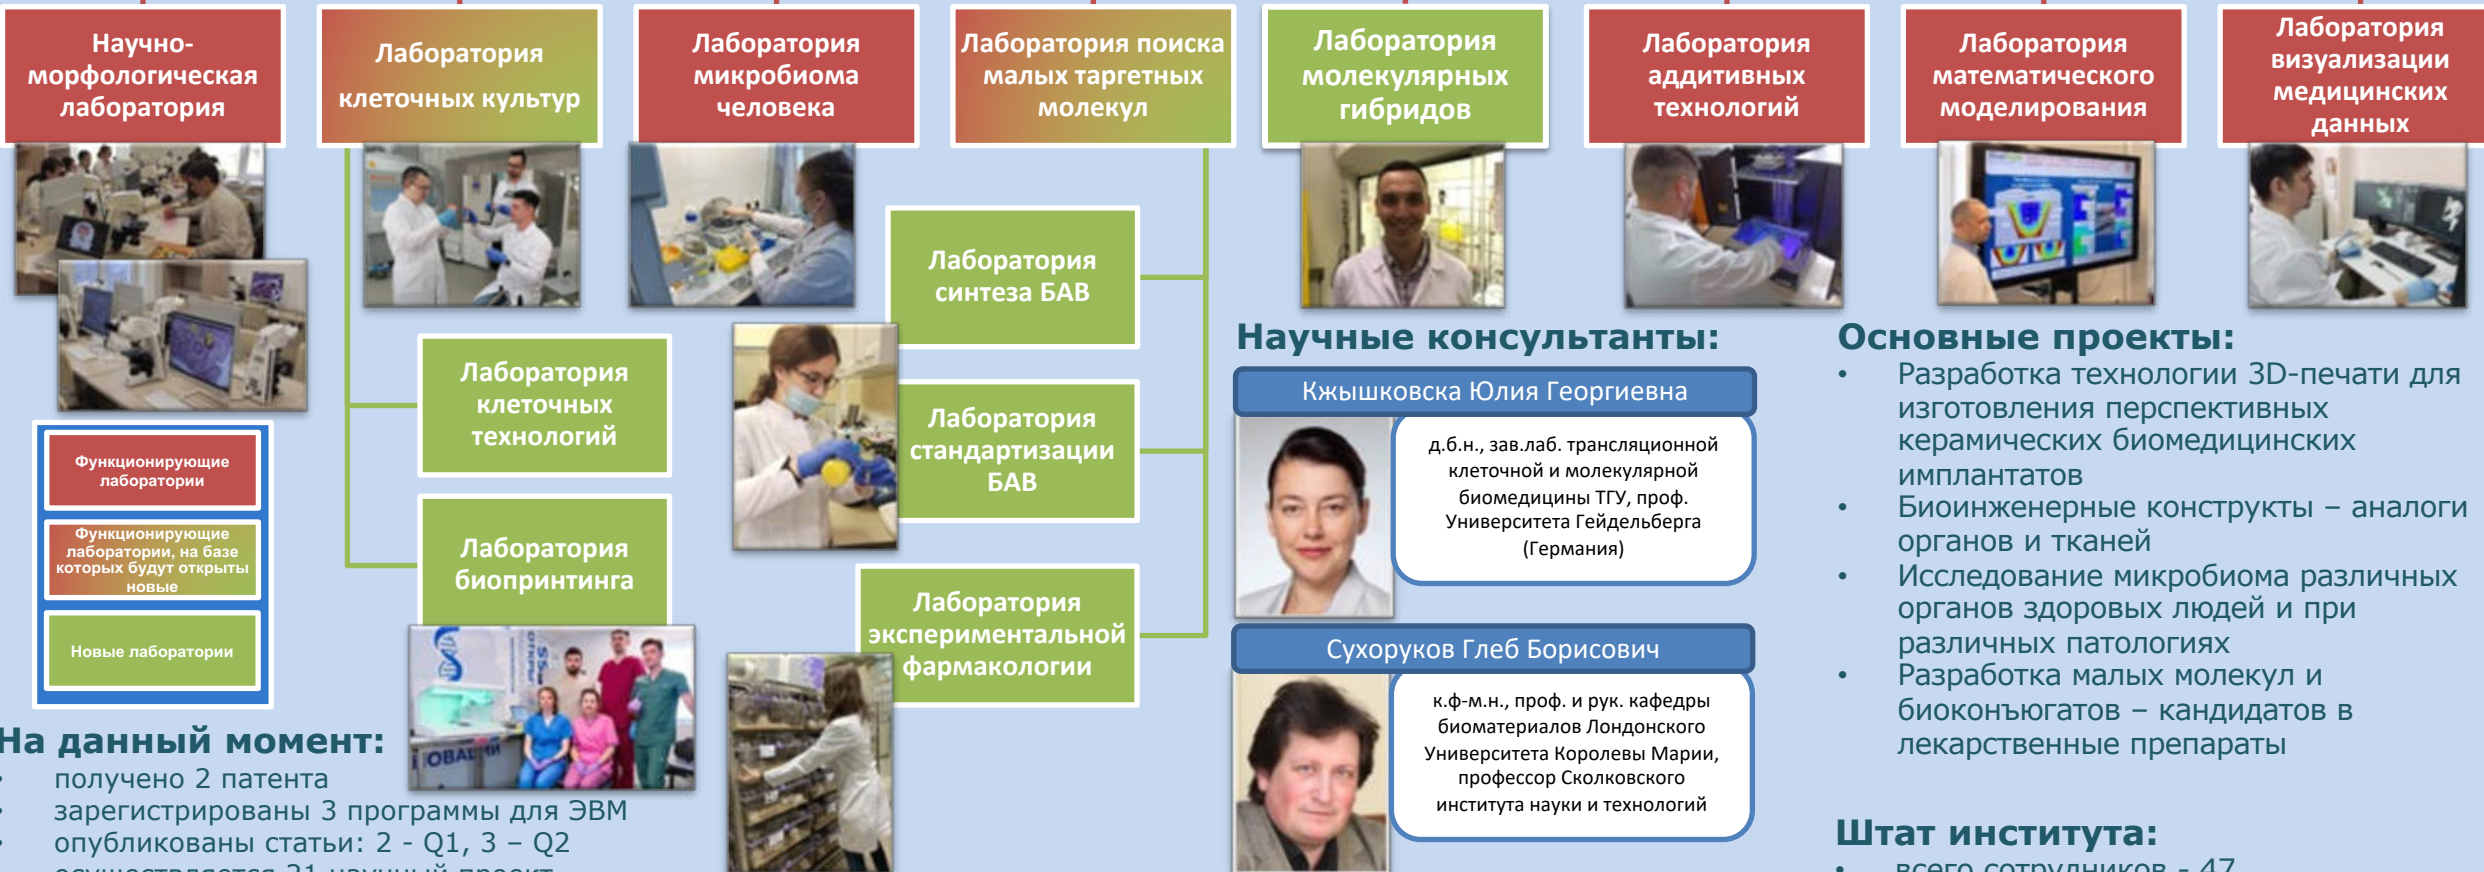 Научно-
морфологическая
лаборатория
Лаборатория
клеточных культур
Лаборатория
микробиома
человека
Лаборатория поиска
малых таргетных
молекул
Лаборатория
молекулярных
гибридов
Лаборатория
аддитивных
технологий
Лаборатория
математического
моделирования
Лаборатория
визуализации
медицинских
данных
Лаборатория
клеточных
технологий
Лаборатория
биопринтинга
Лаборатория
синтеза БАВ
Лаборатория
стандартизации
БАВ
Лаборатория
экспериментальной
фармакологии
Функционирующие
лаборатории
Функционирующие
лаборатории, на базе
которых будут открыты
новые
Новые лаборатории
На данный момент:
• получено 2 патента
• зарегистрированы 3 программы для ЭВМ
• опубликованы статьи: 2 - Q1, 3 – Q2
• осуществляется 21 научный проект
Научные консультанты:
Кжышковска Юлия Георгиевна
д.б.н., зав.лаб. трансляционной
клеточной и молекулярной
биомедицины ТГУ, проф.
Университета Гейдельберга
(Германия)
Сухоруков Глеб Борисович
к.ф-м.н., проф. и рук. кафедры
биоматериалов Лондонского
Университета Королевы Марии,
профессор Сколковского
института науки и технологий
Основные проекты:
• Разработка технологии 3D-печати для
изготовления перспективных
керамических биомедицинских
имплантатов
• Биоинженерные конструкты – аналоги
органов и тканей
• Исследование микробиома различных
органов здоровых людей и при
различных патологиях
• Разработка малых молекул и
биоконъюгатов – кандидатов в
лекарственные препараты
Штат института:
• всего сотрудников - 47